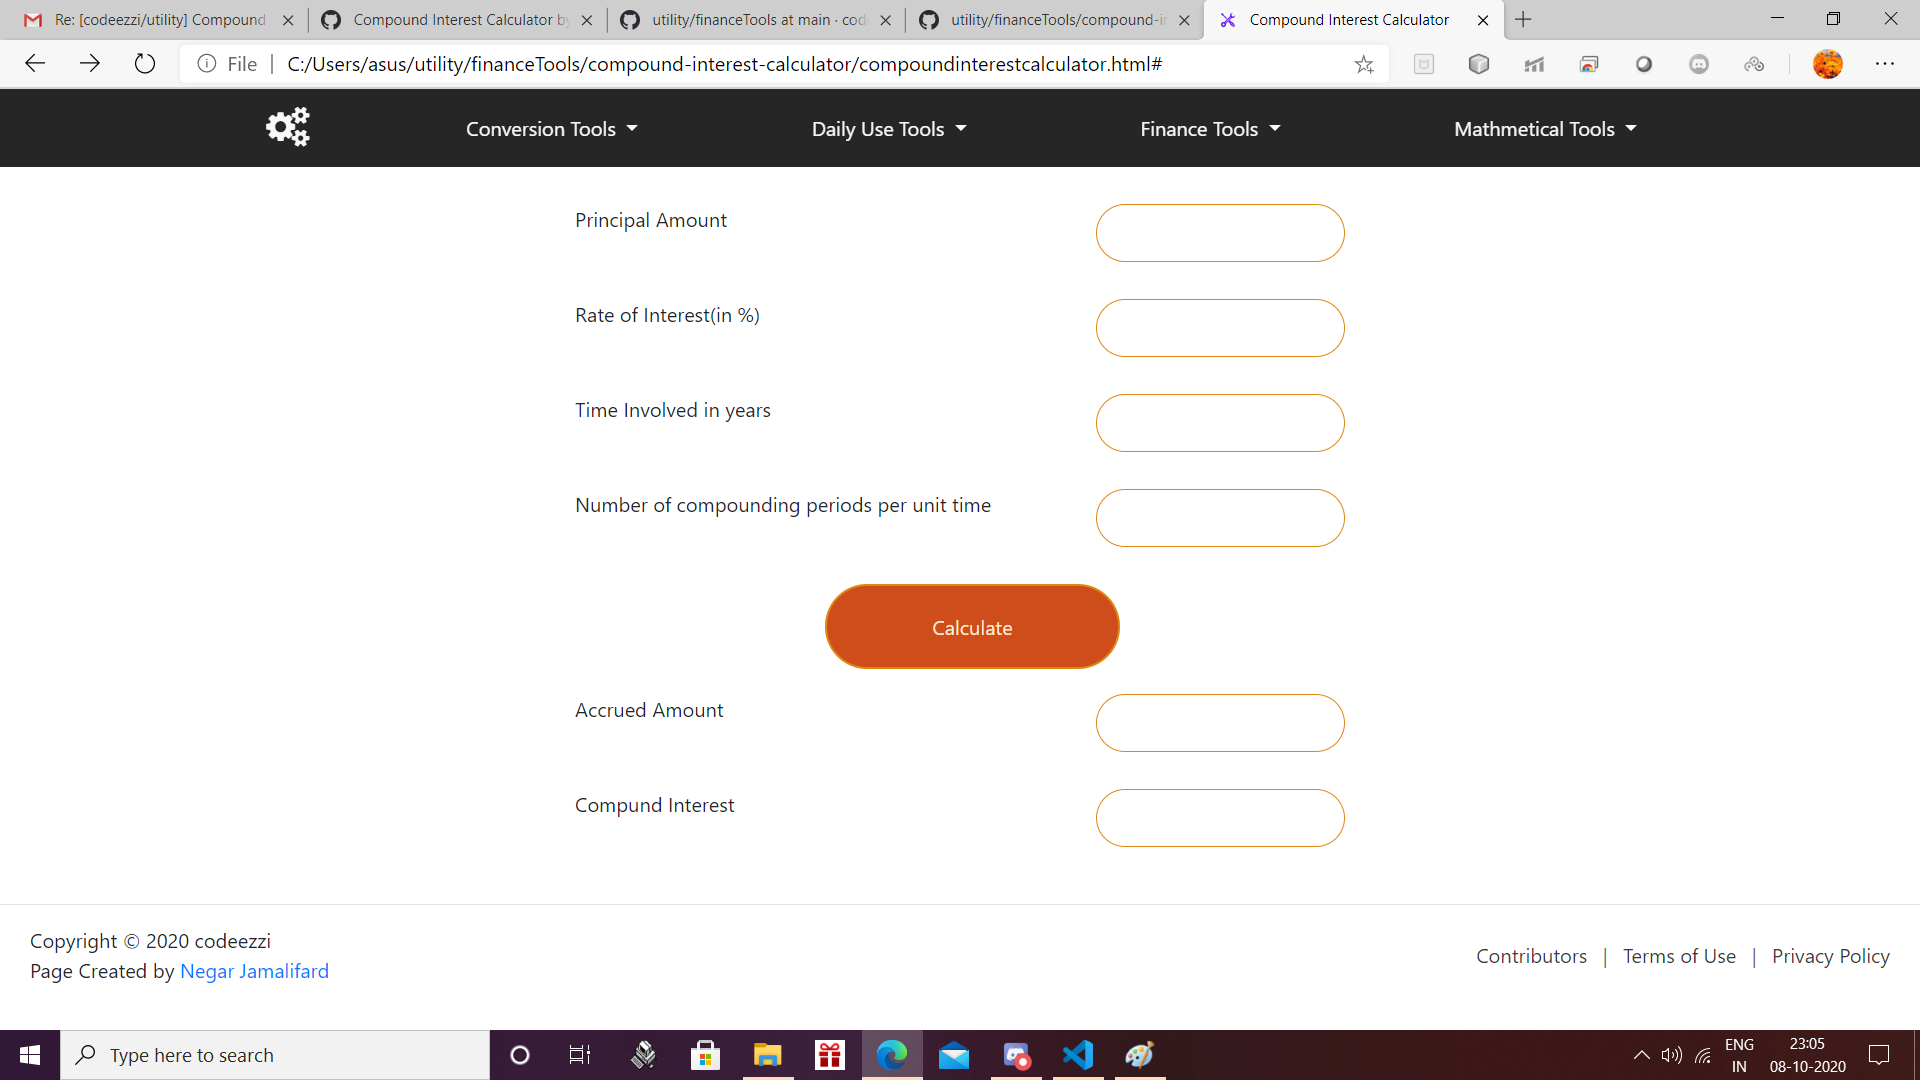 Re: [codeezzi/utility] Compound
Compound Interest Calculator by
utility/financeTools at main · code
utility/financeTools/compound-in
Compound Interest Calculator
File
C:/Users/asus/utility/financeTools/compound-interest-calculator/compoundinterestcalculator.html#
Conversion Tools
Daily Use Tools
Finance Tools
Mathmetical Tools
Principal Amount
Rate of Interest(in %)
Time Involved in years
Number of compounding periods per unit time
Calculate
Accrued Amount
Compund Interest
Copyright © 2020 codeezzi
Page Created by Negar Jamalifard
Contributors | Terms of Use | Privacy Policy
Type here to search
ENG
IN
23:05
08-10-2020